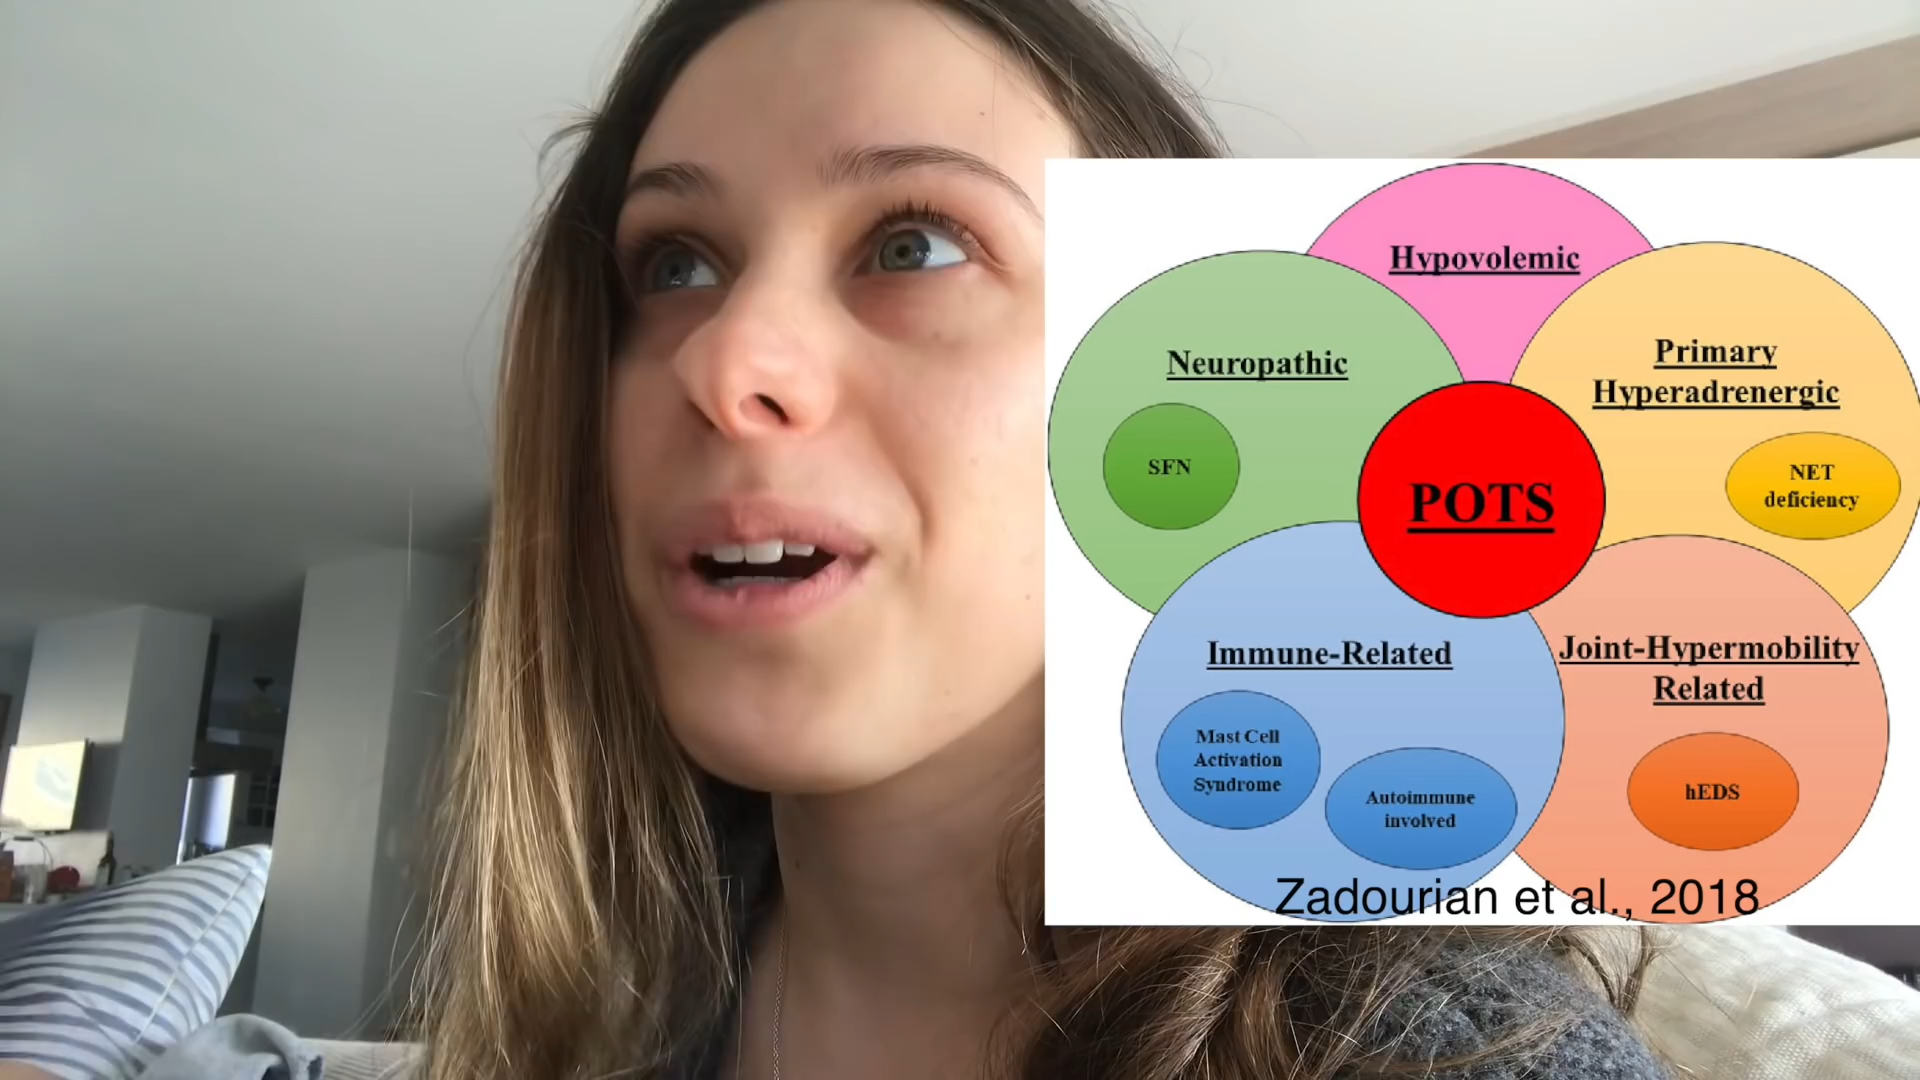 Hypovolemic
Neuropathic
Primary
Hyperadrenergic
SFN
NET
deficiency
POTS
Immune-Related
Joint-Hypermobility
Related
Mast Cell
Activation
Syndrome
Autoimmune
involved
hEDS
Zadourian et al., 2018